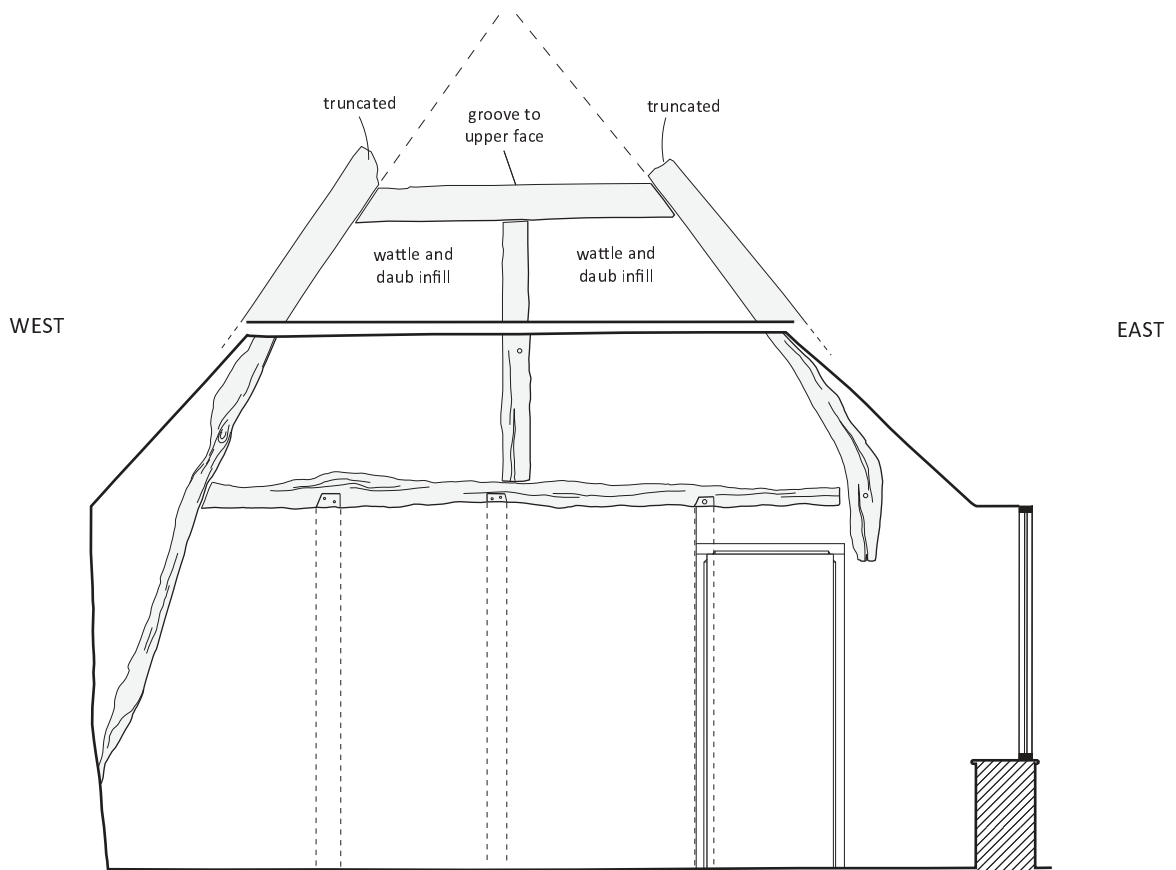 truncated
groove to
upper face
truncated
wattle and
daub infill
wattle and
daub infill
WEST
EAST